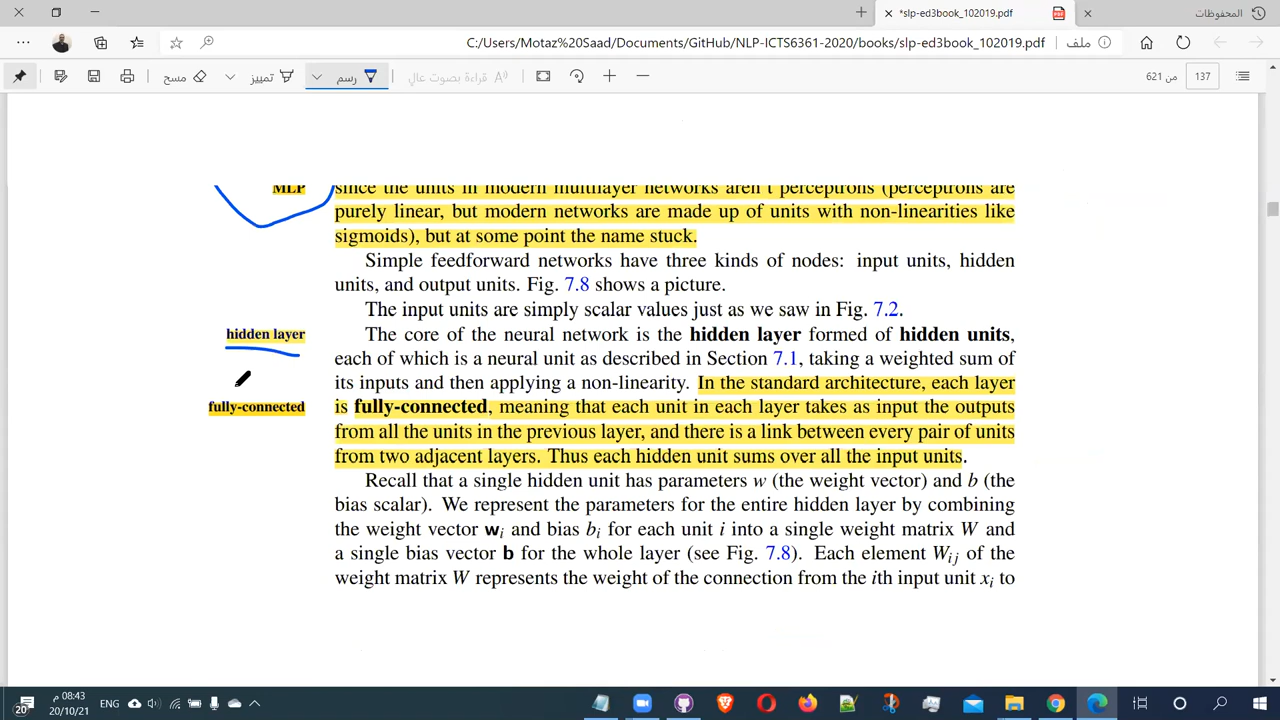 *slp-ed3book_102019.pdf
المحفوظات
C:/Users/Motaz%20Saad/Documents/GitHub/NLP-ICTS6361-2020/books/slp-ed3book_102019.pdf
ملف
مسح
تمييز
رسم
قراءة بصوت عالٍ
من 621
137
MLP
since the units in modern multilayer networks aren't perceptrons (perceptrons are
purely linear, but modern networks are made up of units with non-linearities like
sigmoids), but at some point the name stuck.
Simple feedforward networks have three kinds of nodes: input units, hidden
units, and output units. Fig. 7.8 shows a picture.
The input units are simply scalar values just as we saw in Fig. 7.2.
hidden layer
The core of the neural network is the hidden layer formed of hidden units,
each of which is a neural unit as described in Section 7.1, taking a weighted sum of
its inputs and then applying a non-linearity. In the standard architecture, each layer
fully-connected
is fully-connected, meaning that each unit in each layer takes as input the outputs
from all the units in the previous layer, and there is a link between every pair of units
from two adjacent layers. Thus each hidden unit sums over all the input units.
Recall that a single hidden unit has parameters w (the weight vector) and b (the
bias scalar). We represent the parameters for the entire hidden layer by combining
the weight vector wi and bias bi for each unit i into a single weight matrix W and
a single bias vector b for the whole layer (see Fig. 7.8). Each element Wij of the
weight matrix W represents the weight of the connection from the ith input unit xi to
08:43 م
20/10/21
ENG
20